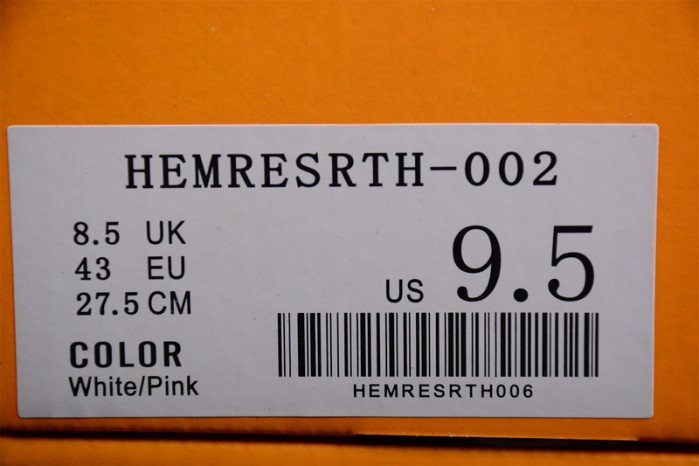 HEMRESRTH-002
8.5 UK
43 EU
27.5 CM
US 9.5
COLOR
White/Pink
HEMRESRTH006